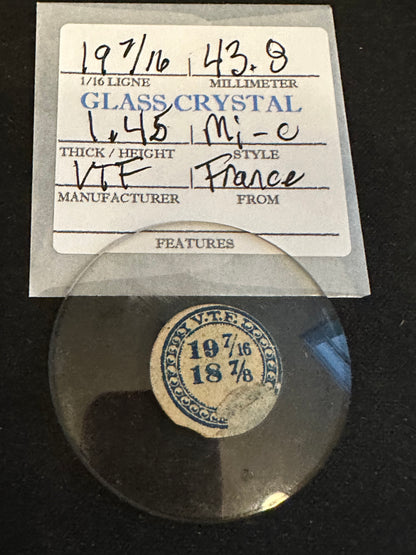 19 7/16 43.8
1/16 LIGNE MILLIMETER
GLASS CRYSTAL
1.45 Mi-c
THICK / HEIGHT STYLE
VTF France
MANUFACTURER FROM
FEATURES
V.T.F.
19 7/16
18 7/8